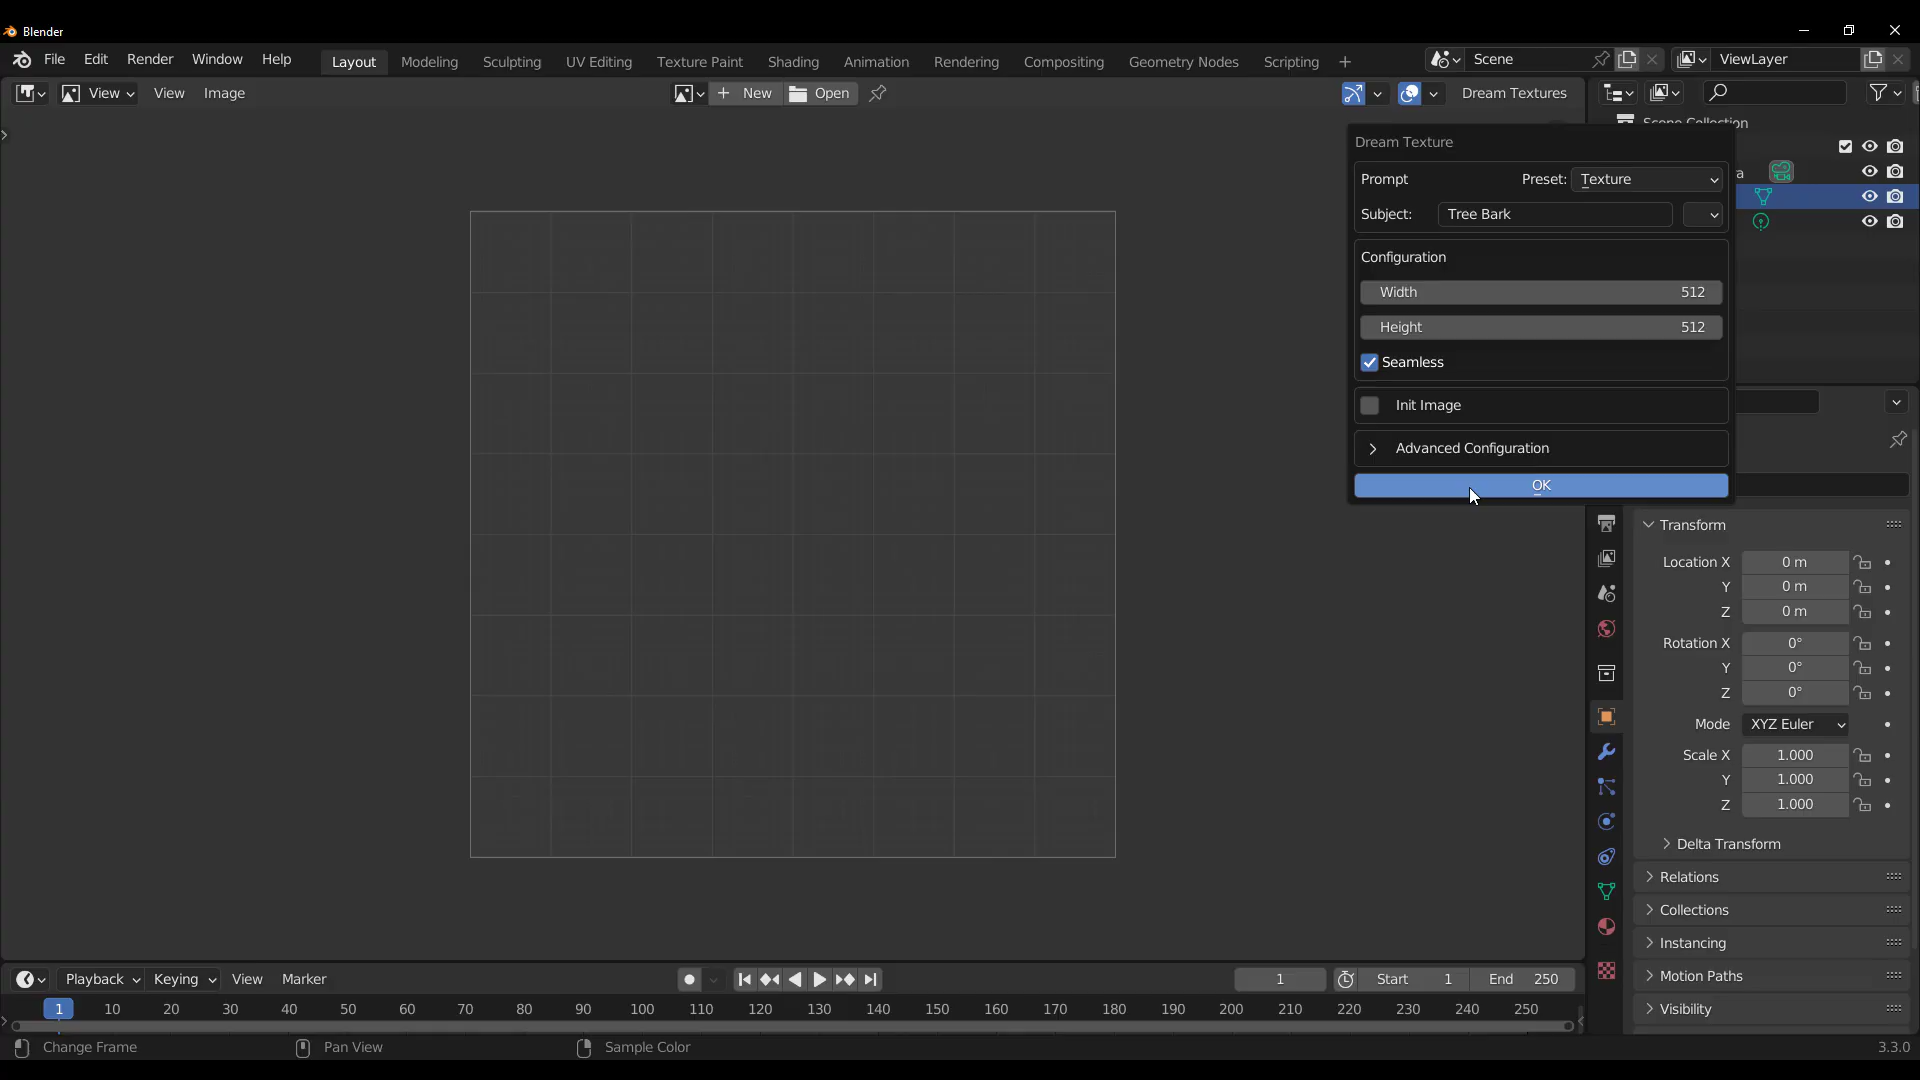 Blender
File Edit Render Window Help Layout Modeling Sculpting UV Editing Texture Paint Shading Animation Rendering Compositing Geometry Nodes Scripting + Scene ViewLayer
View View Image + New Open Dream Textures
Scene Collection
Dream Texture
a
Prompt Preset: Texture
Subject: Tree Bark
Configuration
Width 512
Height 512
Seamless
Init Image
Advanced Configuration
OK
Transform
Location X 0 m
Y 0 m
Z 0 m
Rotation X 0°
Y 0°
Z 0°
Mode XYZ Euler
Scale X 1.000
Y 1.000
Z 1.000
Delta Transform
Relations
Collections
Instancing
Motion Paths
Visibility
Playback Keying View Marker 1 Start 1 End 250
1 10 20 30 40 50 60 70 80 90 100 110 120 130 140 150 160 170 180 190 200 210 220 230 240 250
Change Frame Pan View Sample Color 3.3.0